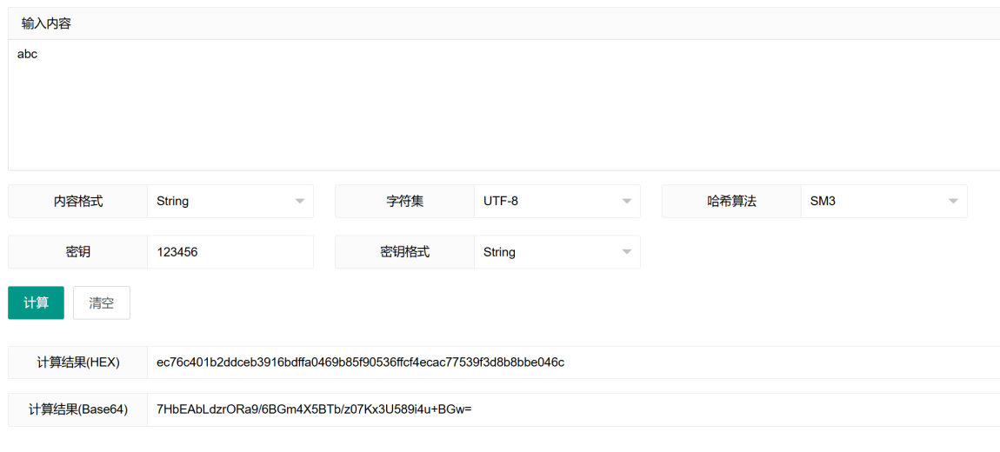 输入内容
abc
内容格式 String 字符集 UTF-8 哈希算法 SM3
密钥 123456 密钥格式 String
计算 清空
计算结果(HEX) ec76c401b2ddceb3916bdffa0469b85f90536ffcf4ecac77539f3d8b8bbe046c
计算结果(Base64) 7HbEAbLdzrORa9/6BGm4X5BTb/z07Kx3U589i4u+BGw=